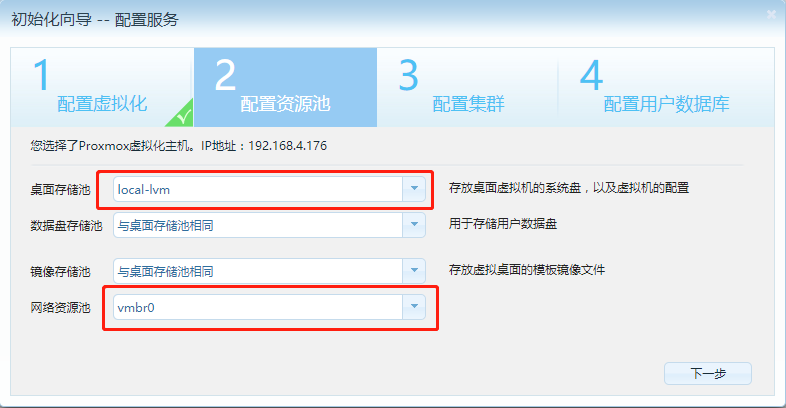 初始化向导 -- 配置服务
1 配置虚拟化
2 配置资源池
3 配置集群
4 配置用户数据库
您选择了Proxmox虚拟化主机。IP地址：192.168.4.176
桌面存储池 local-lvm 存放桌面虚拟机的系统盘，以及虚拟机的配置
数据盘存储池 与桌面存储池相同 用于存储用户数据盘
镜像存储池 与桌面存储池相同 存放虚拟桌面的模板镜像文件
网络资源池 vmbr0
下一步